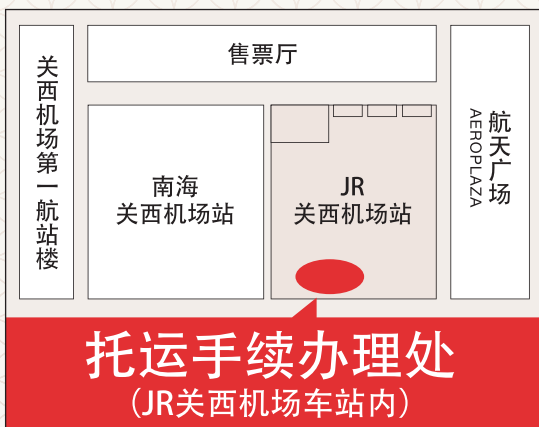 关西机场第一航站楼
售票厅
南海
关西机场站
JR
关西机场站
航天广场
AEROPLAZA
托运手续办理处
(JR关西机场车站内)